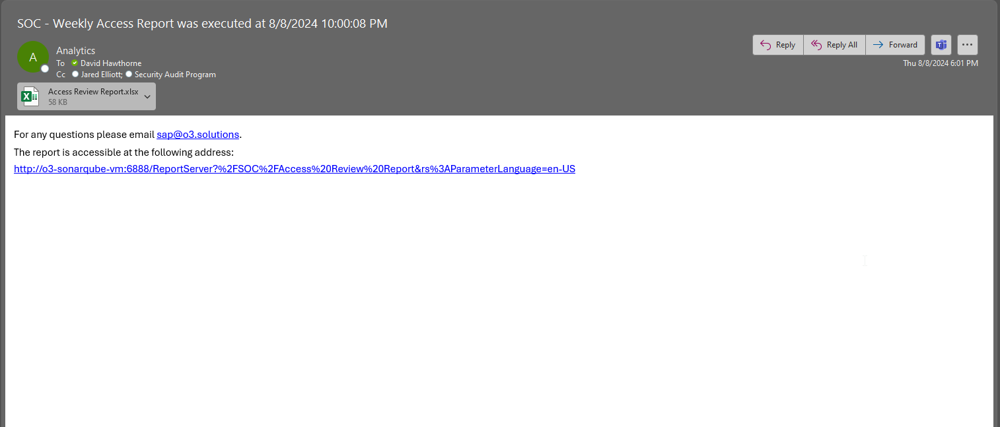 SOC - Weekly Access Report was executed at 8/8/2024 10:00:08 PM
A
Analytics
To David Hawthorne
Cc Jared Elliott; Security Audit Program
Reply
Reply All
Forward
Thu 8/8/2024 6:01 PM
Access Review Report.xlsx
58 KB
For any questions please email sap@o3.solutions.
The report is accessible at the following address:
http://o3-sonarqube-vm:6888/ReportServer?%2FSOC%2FAccess%20Review%20Report&rs%3AParameterLanguage=en-US